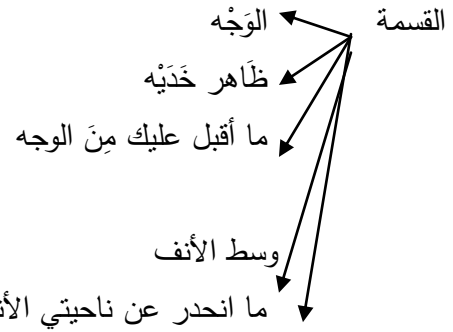 القسمة
الوَجْه
ظَاهر خَدَيْه
ما أقبل عليك مِنَ الوجه
وسط الأنف
ما انحدر عن ناحيتي